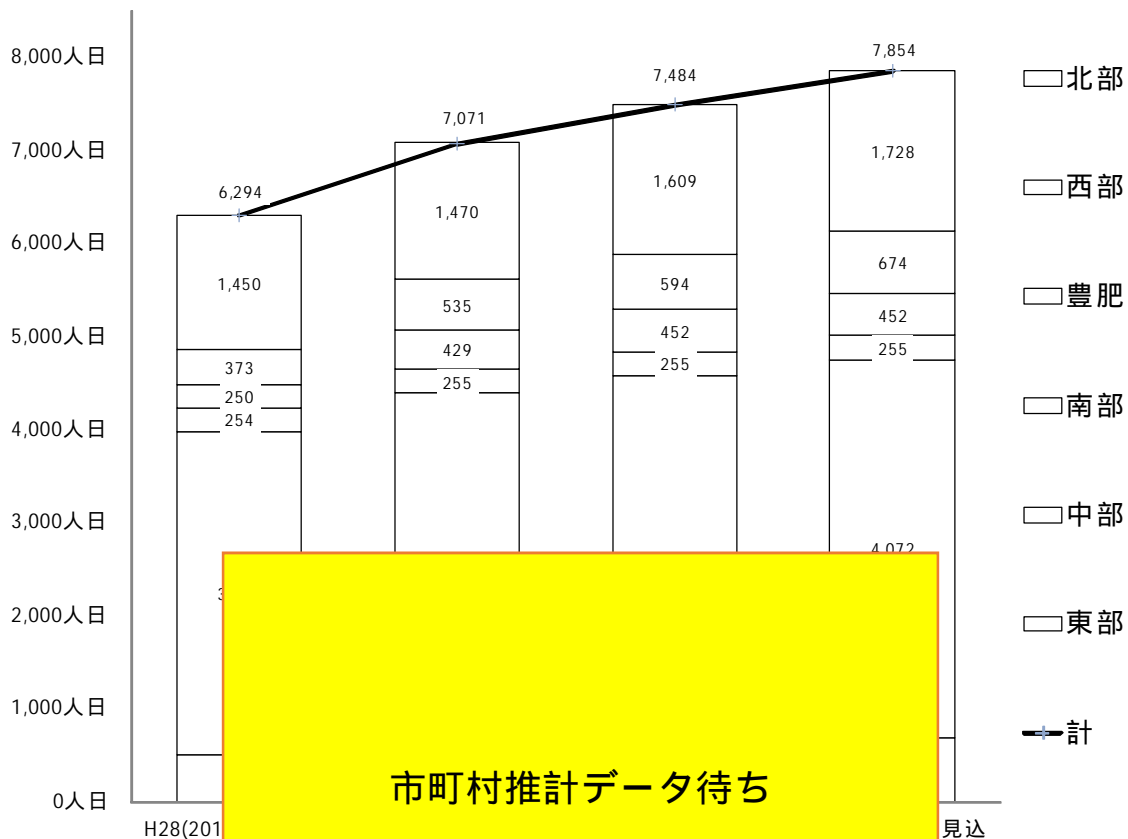 8,000人日
7,000人日
6,000人日
5,000人日
4,000人日
3,000人日
2,000人日
1,000人日
0人日
6,294
1,450
373
250
254
7,071
1,470
535
429
255
7,484
1,609
594
452
255
7,854
1,728
674
452
255
4,072
北部
西部
豊肥
南部
中部
東部
計
市町村推計データ待ち
H28(201
見込